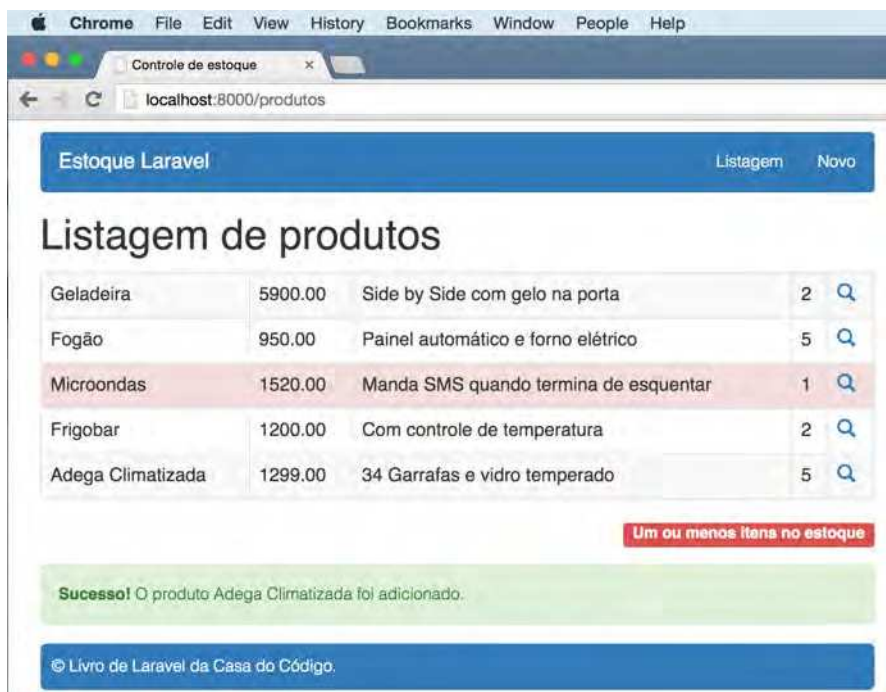 Chrome File Edit View History Bookmarks Window People Help
Controle de estoque ×
localhost:8000/produtos
Estoque Laravel Listagem Novo
Listagem de produtos
Geladeira 5900.00 Side by Side com gelo na porta 2
Fogão 950.00 Painel automático e forno elétrico 5
Microondas 1520.00 Manda SMS quando termina de esquentar 1
Frigobar 1200.00 Com controle de temperatura 2
Adega Climatizada 1299.00 34 Garrafas e vidro temperado 5
Um ou menos itens no estoque
Sucesso! O produto Adega Climatizada foi adicionado.
© Livro de Laravel da Casa do Código.